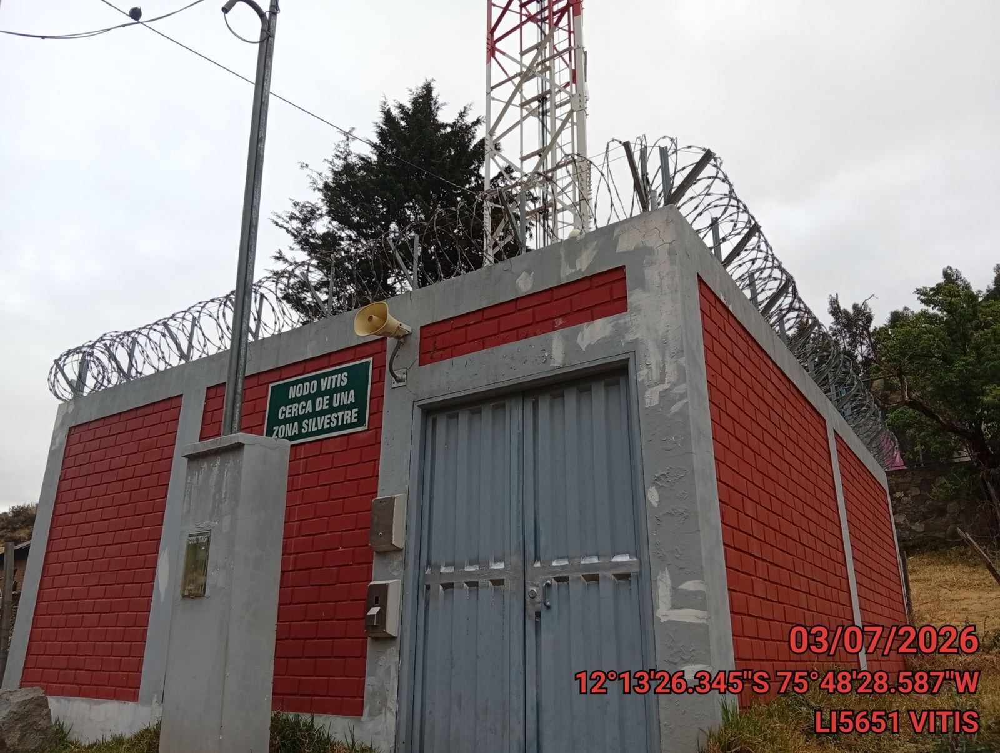 NODO VITIS
CERCA DE UNA
ZONA SILVESTRE
03/07/2026
12°13'26.345"S 75°48'28.587"W
LI5651 VITIS